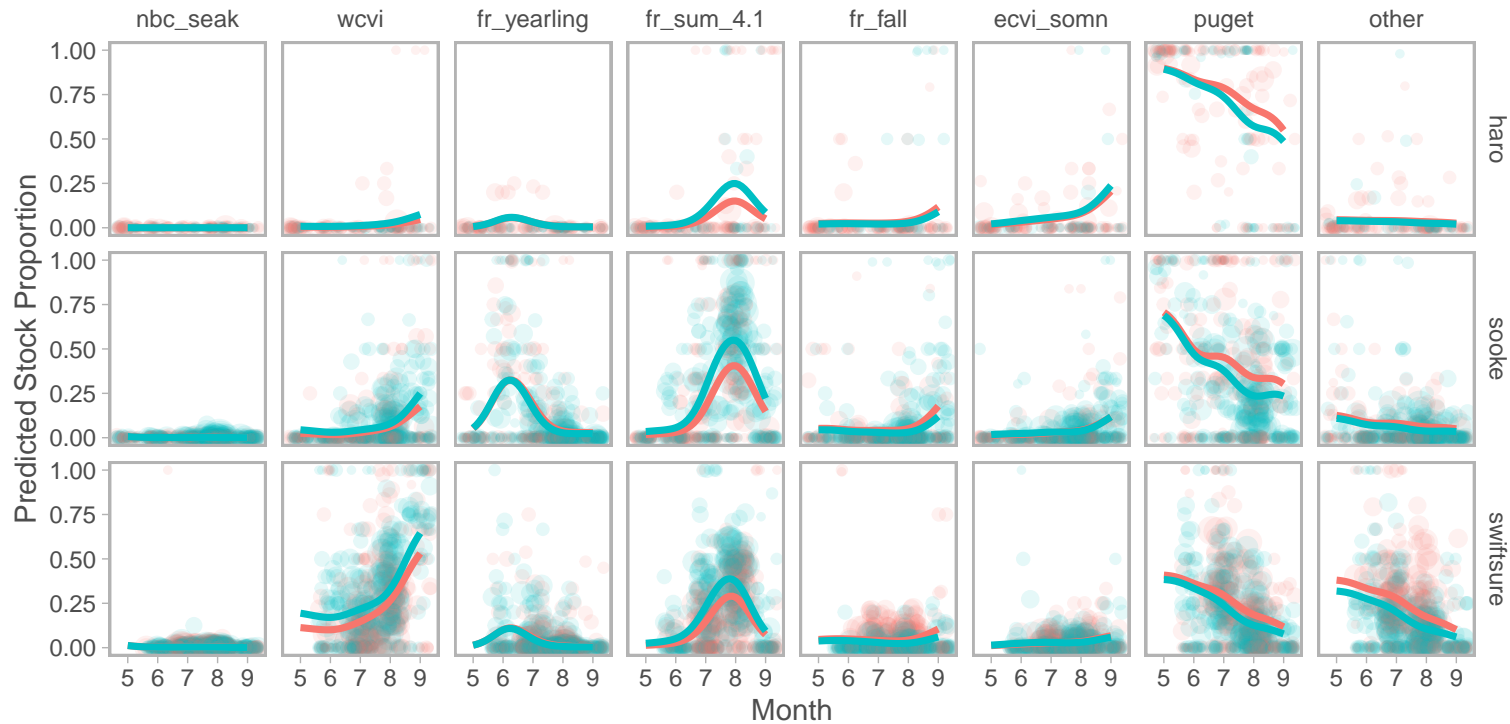 nbc_seak wcvi fr_yearling fr_sum_4.1 fr_fall ecvi_somn puget other
1.00
0.75
0.50
0.25
0.00
haro
1.00
0.75
0.50
0.25
0.00
sooke
1.00
0.75
0.50
0.25
0.00
swiftsure
Predicted Stock Proportion
5 6 7 8 9 5 6 7 8 9 5 6 7 8 9 5 6 7 8 9 5 6 7 8 9 5 6 7 8 9 5 6 7 8 9 5 6 7 8 9
Month